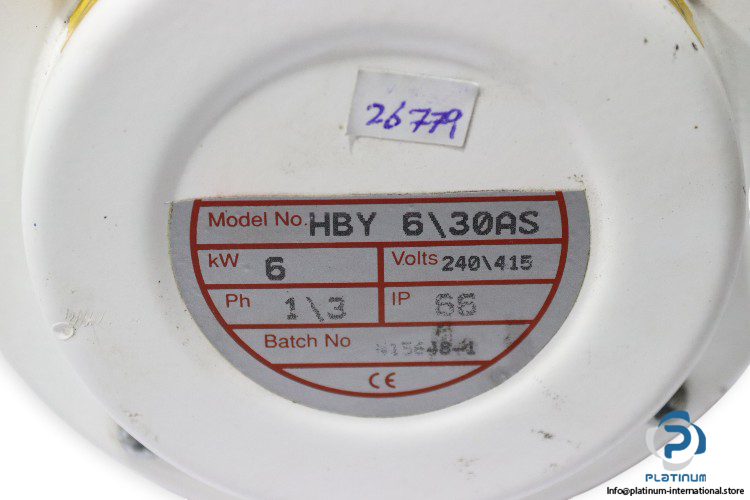 26779
Model No. HBY 6\30AS
kW 6 Volts 240\415
Ph 1\3 IP 66
Batch No
CE
PLATINUM
Info@platinum-international.store